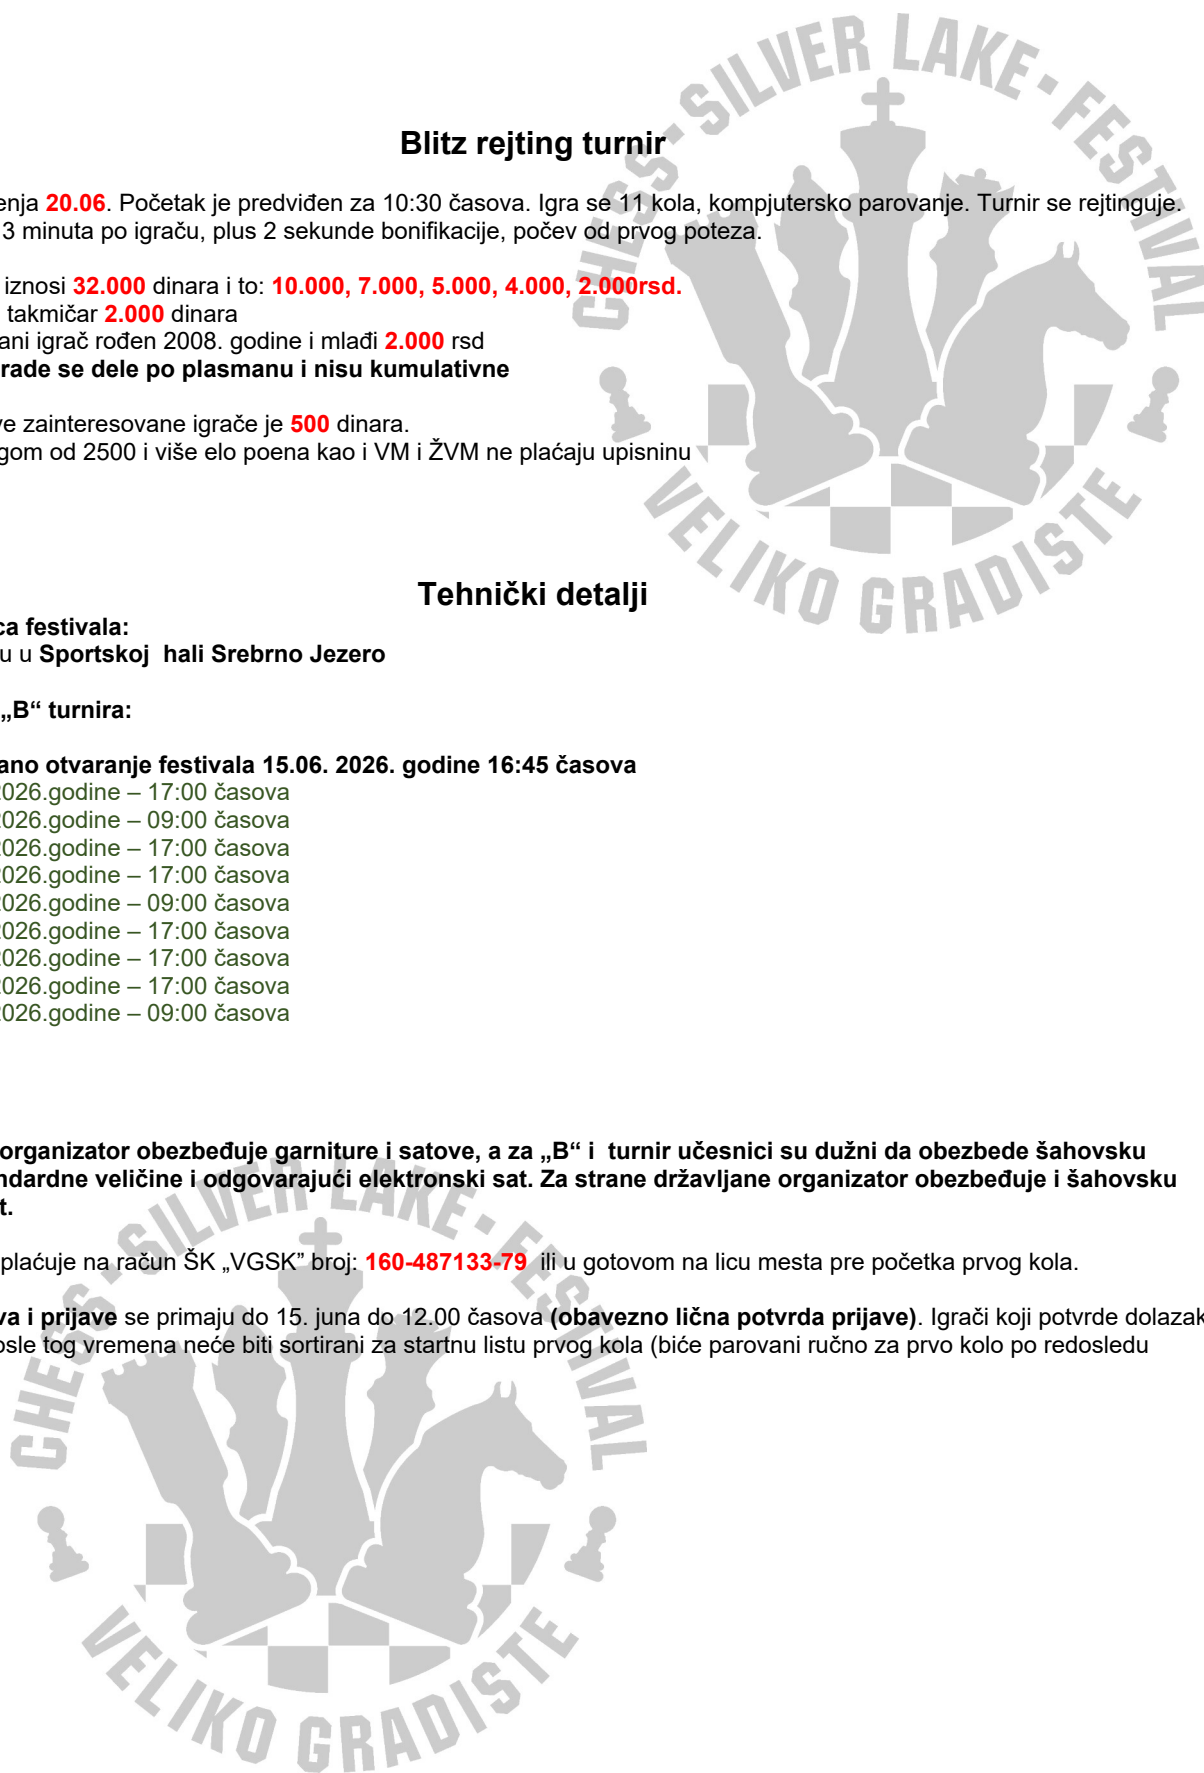 CHESS • SILVER LAKE • FESTIVAL
VELIKO GRADISTE
Blitz rejting turnir
enja 20.06. Početak je predviđen za 10:30 časova. Igra se 11 kola, kompjutersko parovanje. Turnir se rejtinguje.
3 minuta po igraču, plus 2 sekunde bonifikacije, počev od prvog poteza.
iznosi 32.000 dinara i to: 10.000, 7.000, 5.000, 4.000, 2.000rsd.
takmičar 2.000 dinara
ani igrač rođen 2008. godine i mlađi 2.000 rsd
rade se dele po plasmanu i nisu kumulativne
ve zainteresovane igrače je 500 dinara.
gom od 2500 i više elo poena kao i VM i ŽVM ne plaćaju upisninu
Tehnički detalji
ca festivala:
u u Sportskoj hali Srebrno Jezero
„B“ turnira:
ano otvaranje festivala 15.06. 2026. godine 16:45 časova
2026.godine – 17:00 časova
2026.godine – 09:00 časova
2026.godine – 17:00 časova
2026.godine – 17:00 časova
2026.godine – 09:00 časova
2026.godine – 17:00 časova
2026.godine – 17:00 časova
2026.godine – 17:00 časova
2026.godine – 09:00 časova
organizator obezbeđuje garniture i satove, a za „B“ i turnir učesnici su dužni da obezbede šahovsku
ndardne veličine i odgovarajući elektronski sat. Za strane državljane organizator obezbeđuje i šahovsku
t.
plaćuje na račun ŠK „VGSK” broj: 160-487133-79 ili u gotovom na licu mesta pre početka prvog kola.
va i prijave se primaju do 15. juna do 12.00 časova (obavezno lična potvrda prijave). Igrači koji potvrde dolazak
osle tog vremena neće biti sortirani za startnu listu prvog kola (biće parovani ručno za prvo kolo po redosledu
CHESS • SILVER LAKE • FESTIVAL
VELIKO GRADISTE